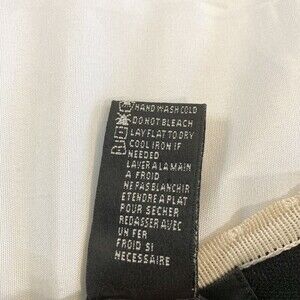 HAND WASH COLD
DO NOT BLEACH
LAY FLAT TO DRY
COOL IRON IF
NEEDED
LAVER A LA MAIN
A FROID
NE PAS BLANCHIR
ETENDRE A PLAT
POUR SECHER
REDASSER AVEC
UN FER
FROID SI
NECESSAIRE